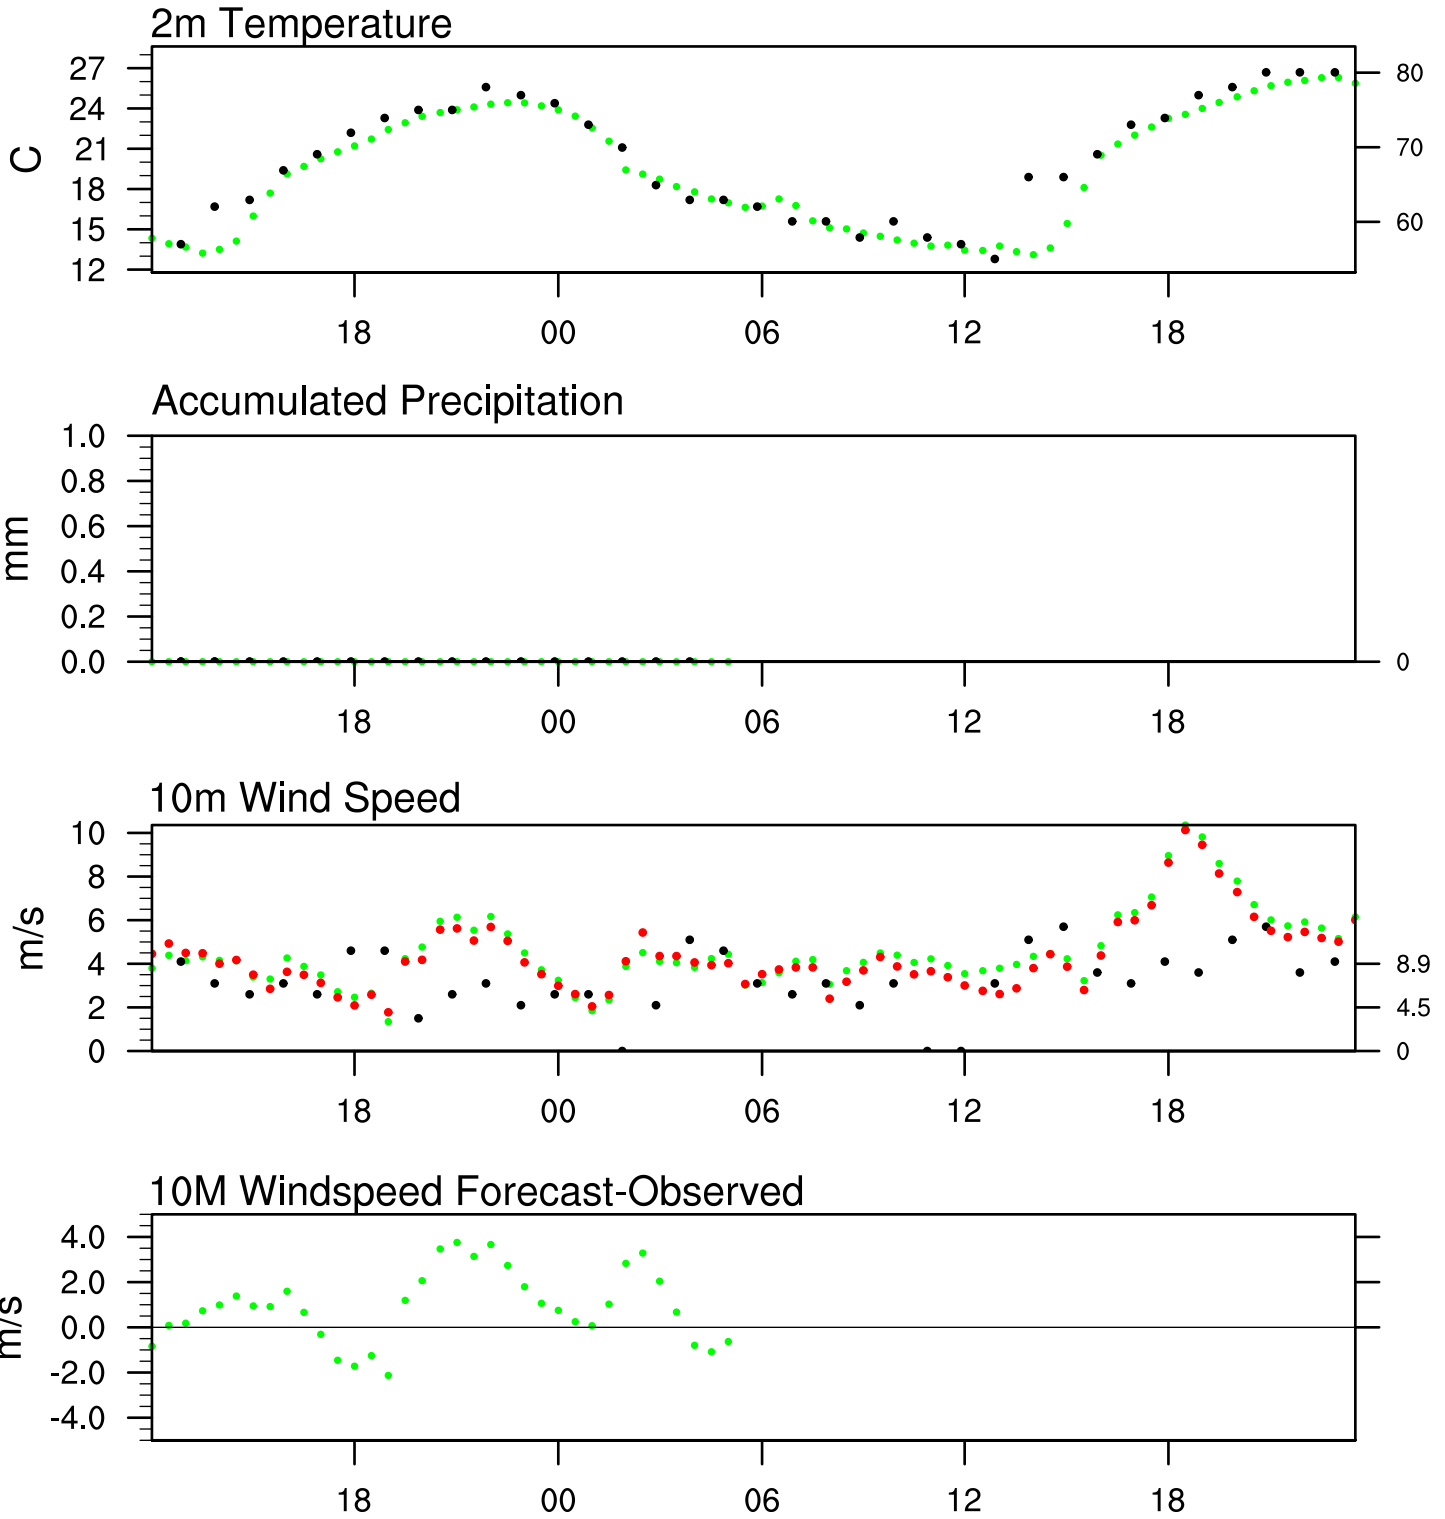 2m Temperature
27
24
21
18
15
12
C
80
70
60
18 00 06 12 18
Accumulated Precipitation
1.0
0.8
0.6
0.4
0.2
0.0
mm
0
18 00 06 12 18
10m Wind Speed
10
8
6
4
2
0
m/s
8.9
4.5
0
18 00 06 12 18
10M Windspeed Forecast-Observed
4.0
2.0
0.0
-2.0
-4.0
m/s
18 00 06 12 18